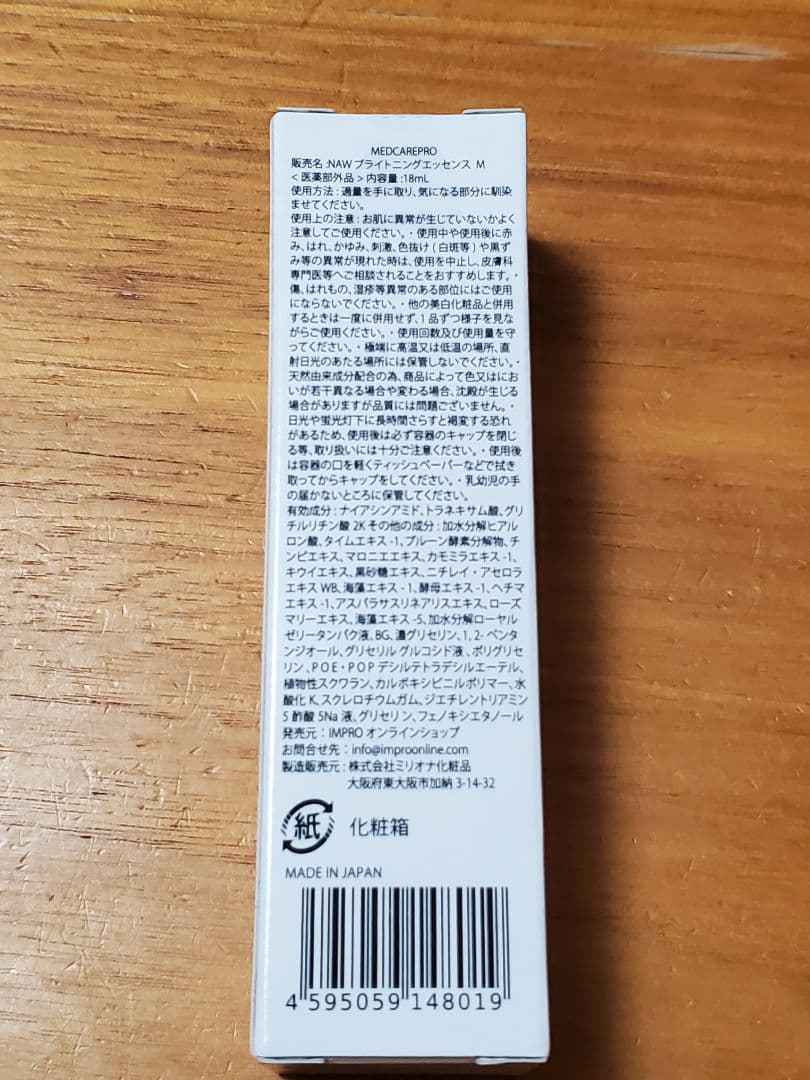 MEDCAREPRO
販売名 :NAW ブライトニングエッセンス M
< 医薬部外品 > 内容量 :18mL
使用方法 : 適量を手に取り、気になる部分に馴染
ませてください。
使用上の注意 : お肌に異常が生じていないかよく
注意してご使用ください。・使用中や使用後に赤
み、はれ、かゆみ、刺激、色抜け ( 白斑等 ) や黒ず
み等の異常が現れた時は、使用を中止し、皮膚科
専門医等へご相談されることをおすすめします。・
傷、はれもの、湿疹等異常のある部位にはご使用
にならないでください。・他の美白化粧品と併用
するときは一度に併用せず、1 品ずつ様子を見な
がらご使用ください。・使用回数及び使用量を守
ってください。・極端に高温又は低温の場所、直
射日光のあたる場所には保管しないでください。・
天然由来成分配合の為、商品によって色又はにお
いが若干異なる場合や変わる場合、沈殿が生じる
場合がありますが品質には問題ございません。・
日光や蛍光灯下に長時間さらすと褐変する恐れ
があるため、使用後は必ず容器のキャップを閉じ
る等、取り扱いには十分ご注意ください。・使用後
は容器の口を軽くティッシュペーパーなどで拭き
取ってからキャップをしてください。・乳幼児の手
の届かないところに保管してください。
有効成分 : ナイアシンアミド、トラネキサム酸、グリ
チルリチン酸 2K その他の成分 : 加水分解ヒアル
ロン酸、タイムエキス -1、プルーン酵素分解物、チ
ンピエキス、マロニエエキス、カモミラエキス -1、
キウイエキス、黒砂糖エキス、ニチレイ・アセロラ
エキス WB、海藻エキス - 1、酵母エキス -1、ヘチマ
エキス -1、アスパラサスリネアリスエキス、ローズ
マリーエキス、海藻エキス -5、加水分解ローヤル
ゼリータンパク液、BG、濃グリセリン、1, 2- ペンタ
ンジオール、グリセリル グルコシド液 、ポリグリセ
リン、P O E・P O P デシルテトラデシルエーテル、
植物性スクワラン、カルボキシビニルポリマー、水
酸化 K、スクレロチウムガム、ジエチレントリアミン
5 酢酸 5Na 液、グリセリン、フェノキシエタノール
発売元 : IMPRO オンラインショップ
お問合せ先 : info@improonline.com
製造販売元 : 株式会社ミリオナ化粧品
大阪府東大阪市加納 3-14-32
紙 化粧箱
MADE IN JAPAN
4 595059 148019